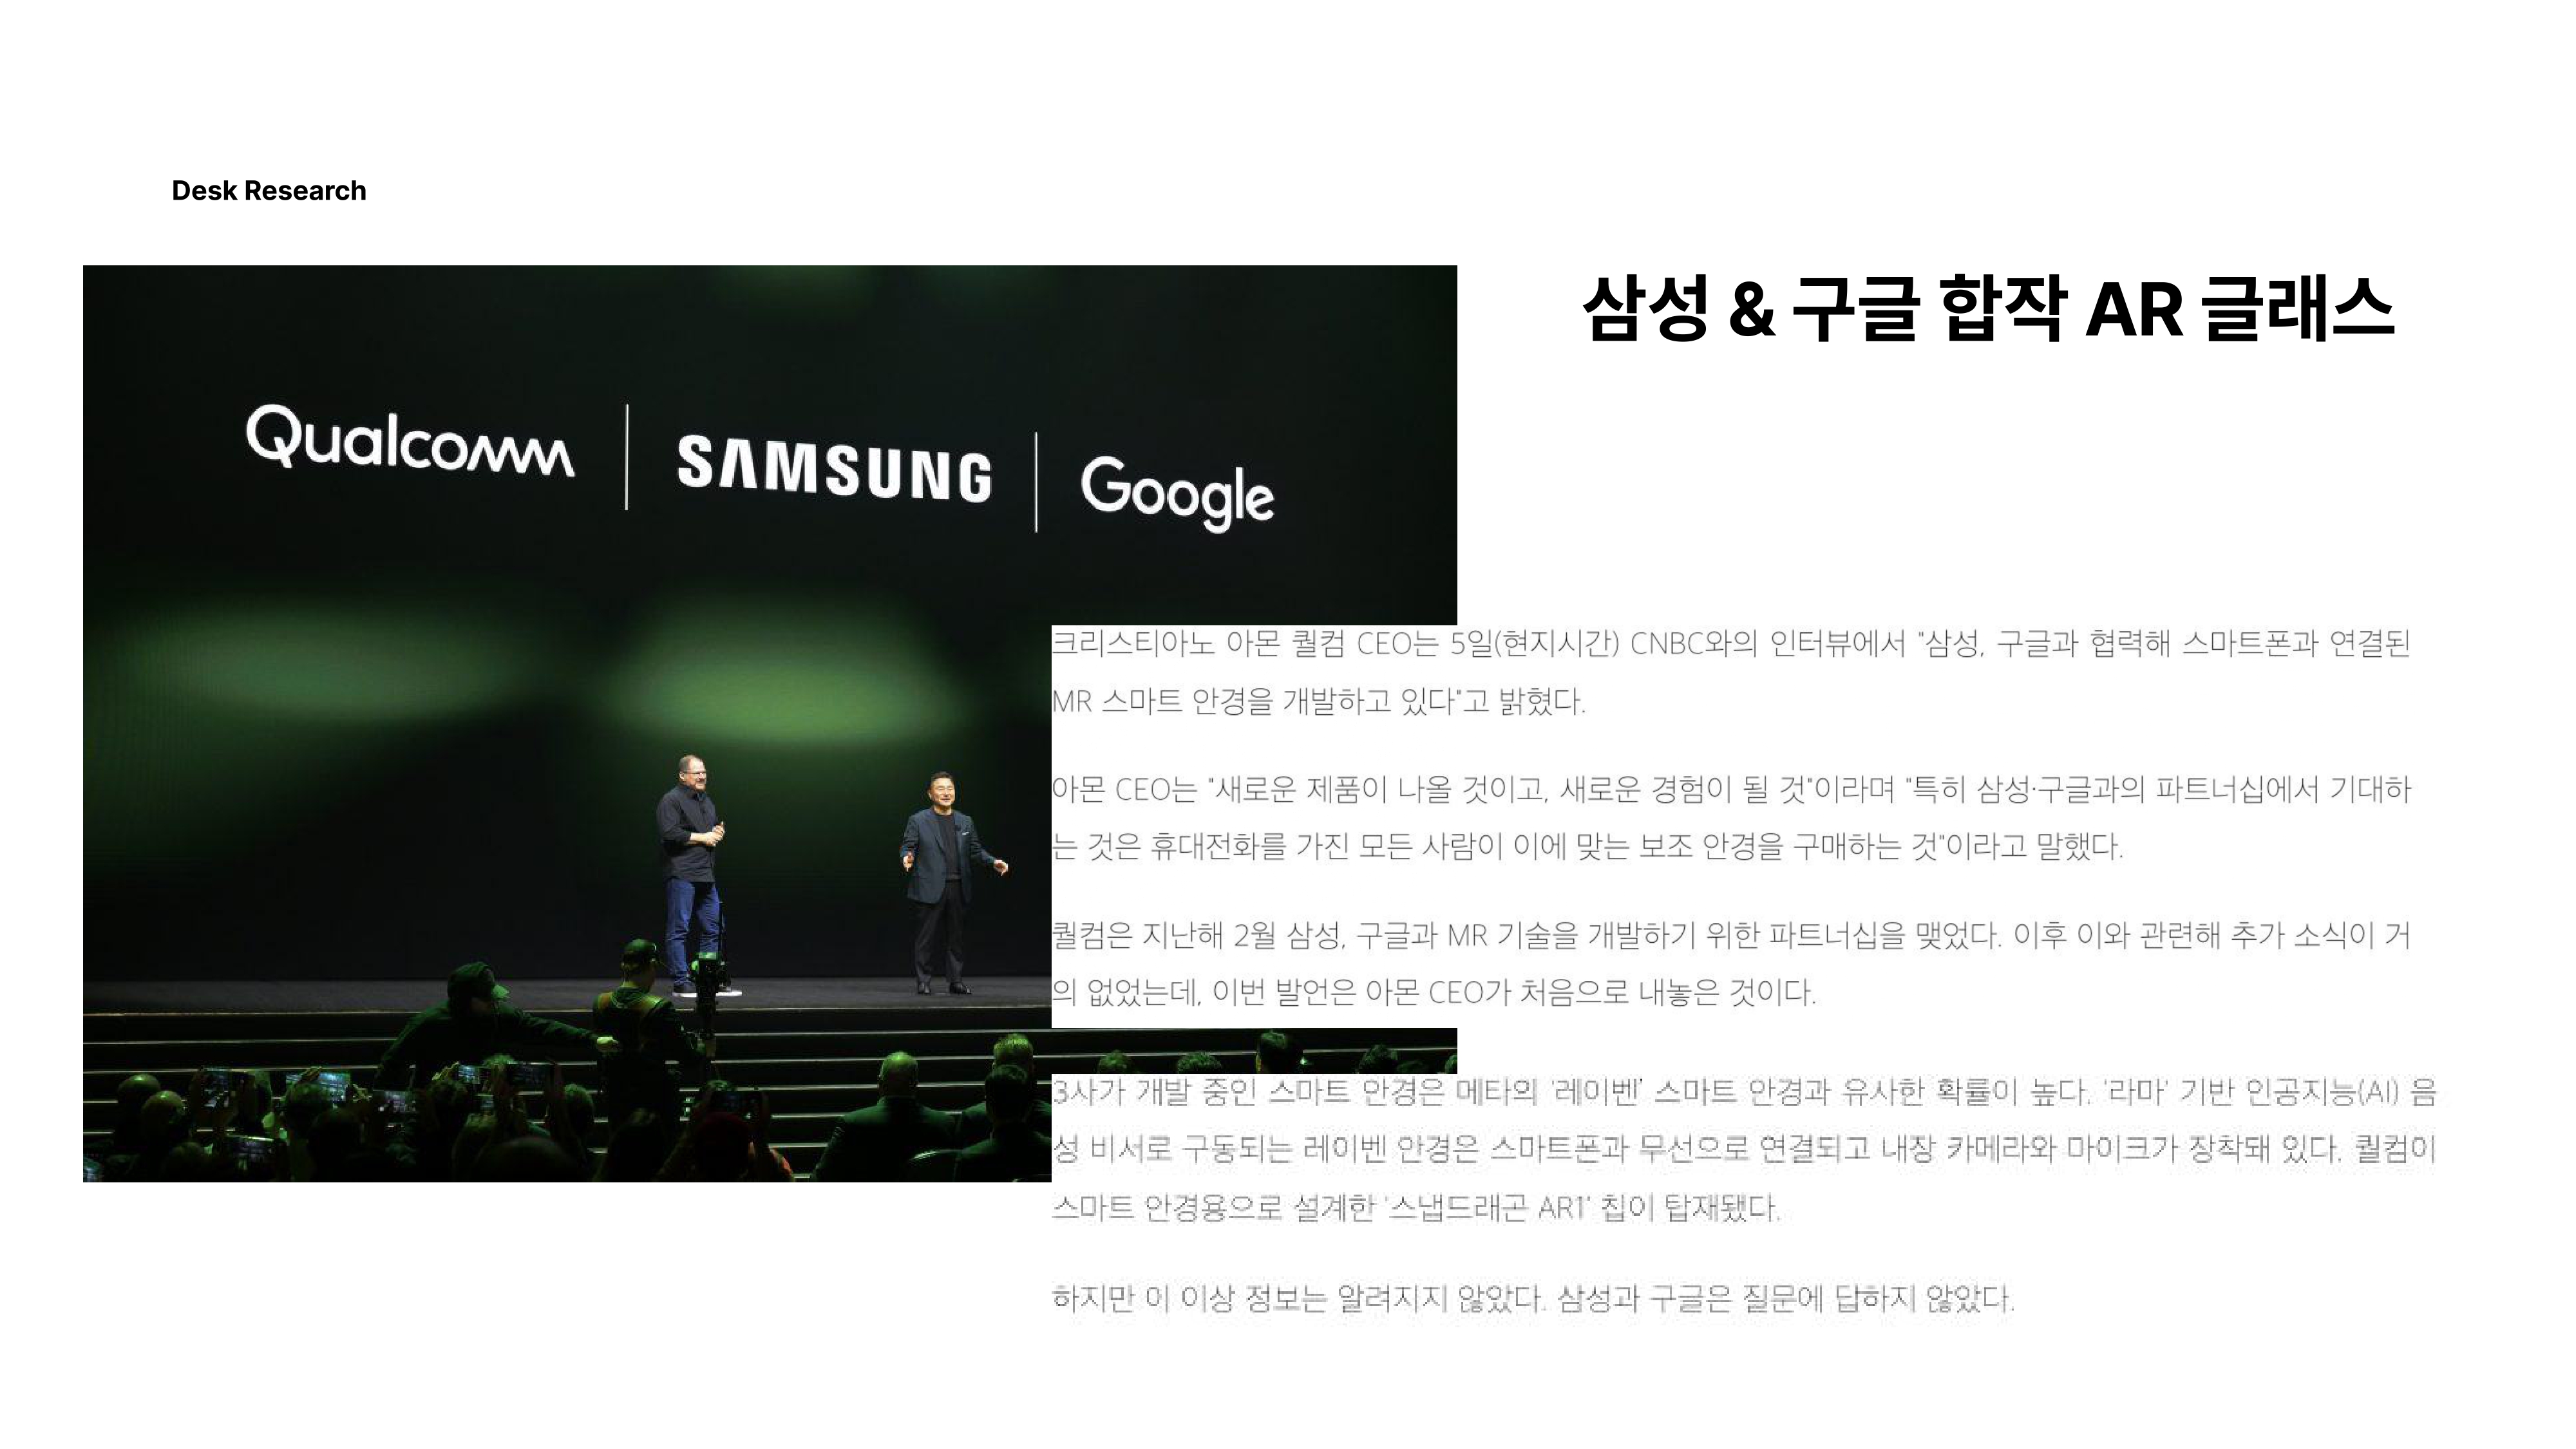 Desk Research
삼성 & 구글 합작 AR 글래스
Qualcomm
SAMSUNG
Google
크리스티아노 아몬 퀄컴 CEO는 5일(현지시간) CNBC와의 인터뷰에서 "삼성, 구글과 협력해 스마트폰과 연결된
MR 스마트 안경을 개발하고 있다"고 밝혔다.
아몬 CEO는 "새로운 제품이 나올 것이고, 새로운 경험이 될 것"이라며 "특히 삼성·구글과의 파트너십에서 기대하
는 것은 휴대전화를 가진 모든 사람이 이에 맞는 보조 안경을 구매하는 것"이라고 말했다.
퀄컴은 지난해 2월 삼성, 구글과 MR 기술을 개발하기 위한 파트너십을 맺었다. 이후 이와 관련해 추가 소식이 거
의 없었는데, 이번 발언은 아몬 CEO가 처음으로 내놓은 것이다.
3사가 개발 중인 스마트 안경은 메타의 '레이벤' 스마트 안경과 유사한 확률이 높다. '라마' 기반 인공지능(AI) 음
성 비서로 구동되는 레이벤 안경은 스마트폰과 무선으로 연결되고 내장 카메라와 마이크가 장착돼 있다. 퀄컴이
스마트 안경용으로 설계한 '스냅드래곤 AR1' 칩이 탑재됐다.
하지만 이 이상 정보는 알려지지 않았다. 삼성과 구글은 질문에 답하지 않았다.